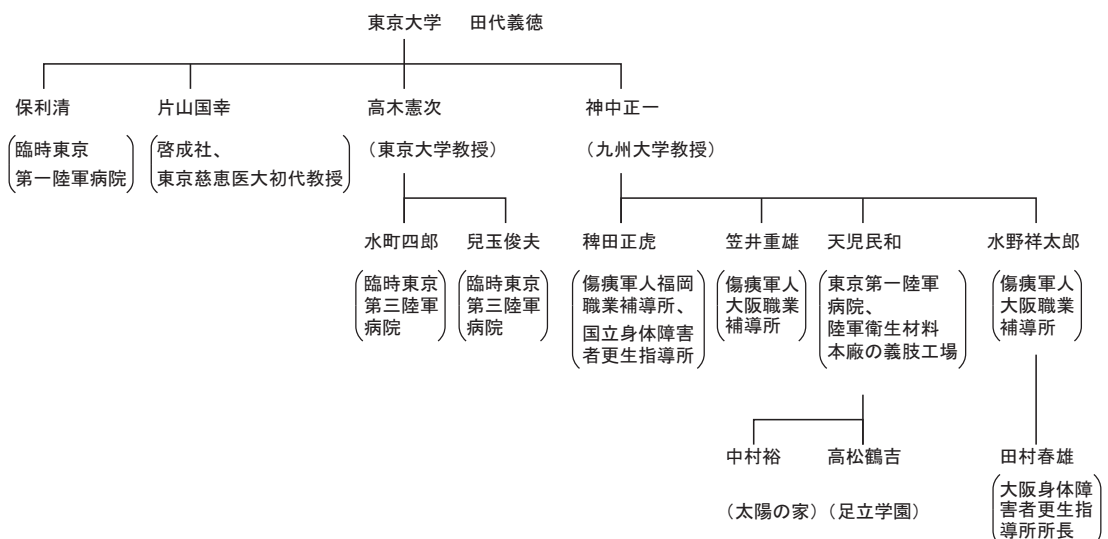 東京大学 田代義徳
保利清 片山国幸 高木憲次 神中正一
(臨時東京
第一陸軍病院)
(啓成社、
東京慈恵医大初代教授)
(東京大学教授)
(九州大学教授)
水町四郎 兒玉俊夫 稗田正虎 笠井重雄 天児民和 水野祥太郎
(臨時東京
第三陸軍
病院)
(臨時東京
第三陸軍
病院)
(傷痍軍人福岡
職業補導所、
国立身体障害
者更生指導所)
(傷痍軍人
大阪職業
補導所)
(東京第一陸軍
病院、
陸軍衛生材料
本廠の義肢工場)
(傷痍軍人
大阪職業
補導所)
中村裕 高松鶴吉 田村春雄
(太陽の家)(足立学園)
(大阪身体障
害者更生指
導所所長)